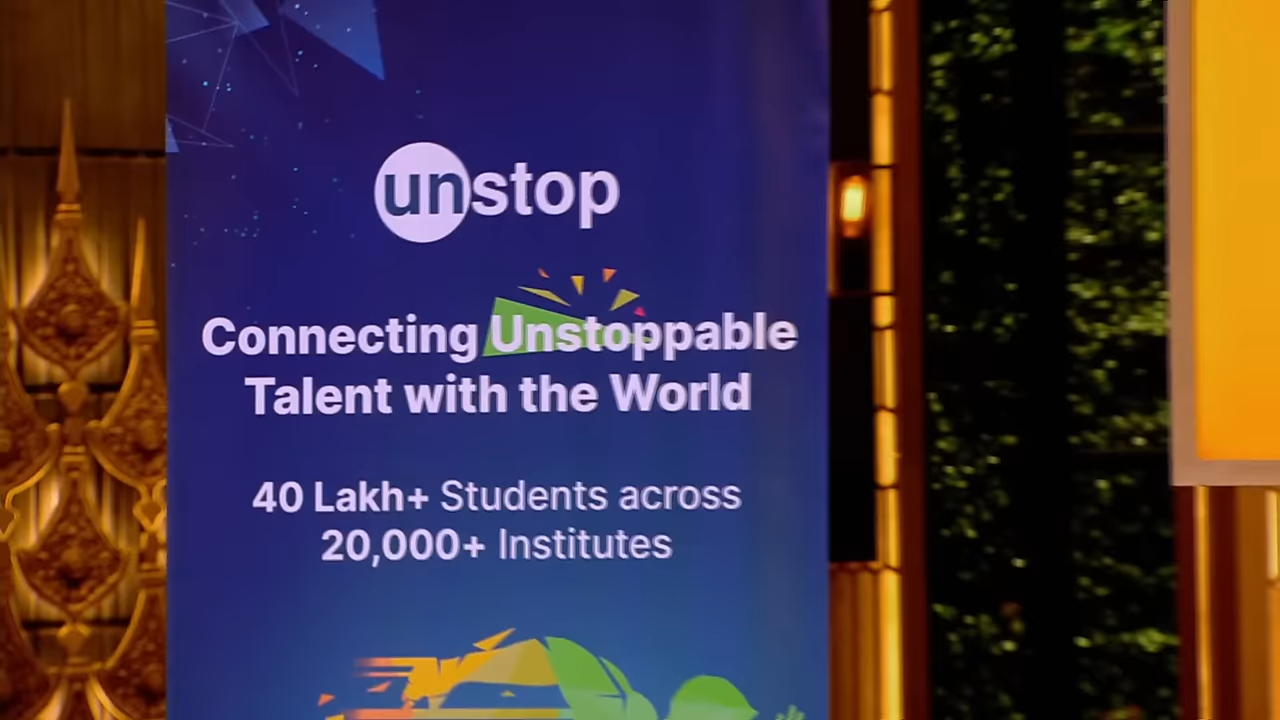 unstop
Connecting Unstoppable
Talent with the World
40 Lakh+ Students across
20,000+ Institutes